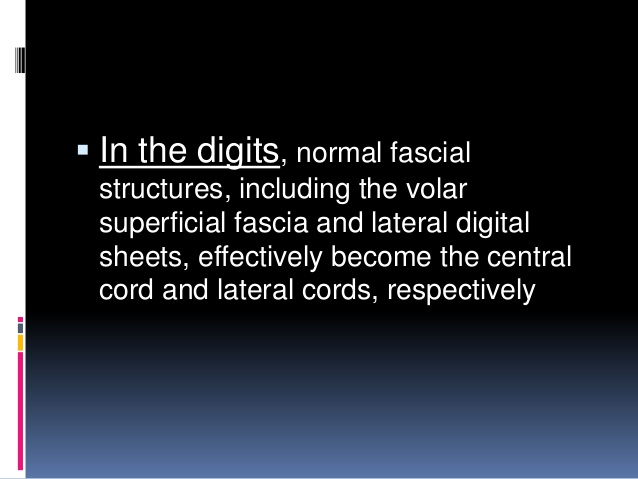 ▪ In the digits, normal fascial
structures, including the volar
superficial fascia and lateral digital
sheets, effectively become the central
cord and lateral cords, respectively